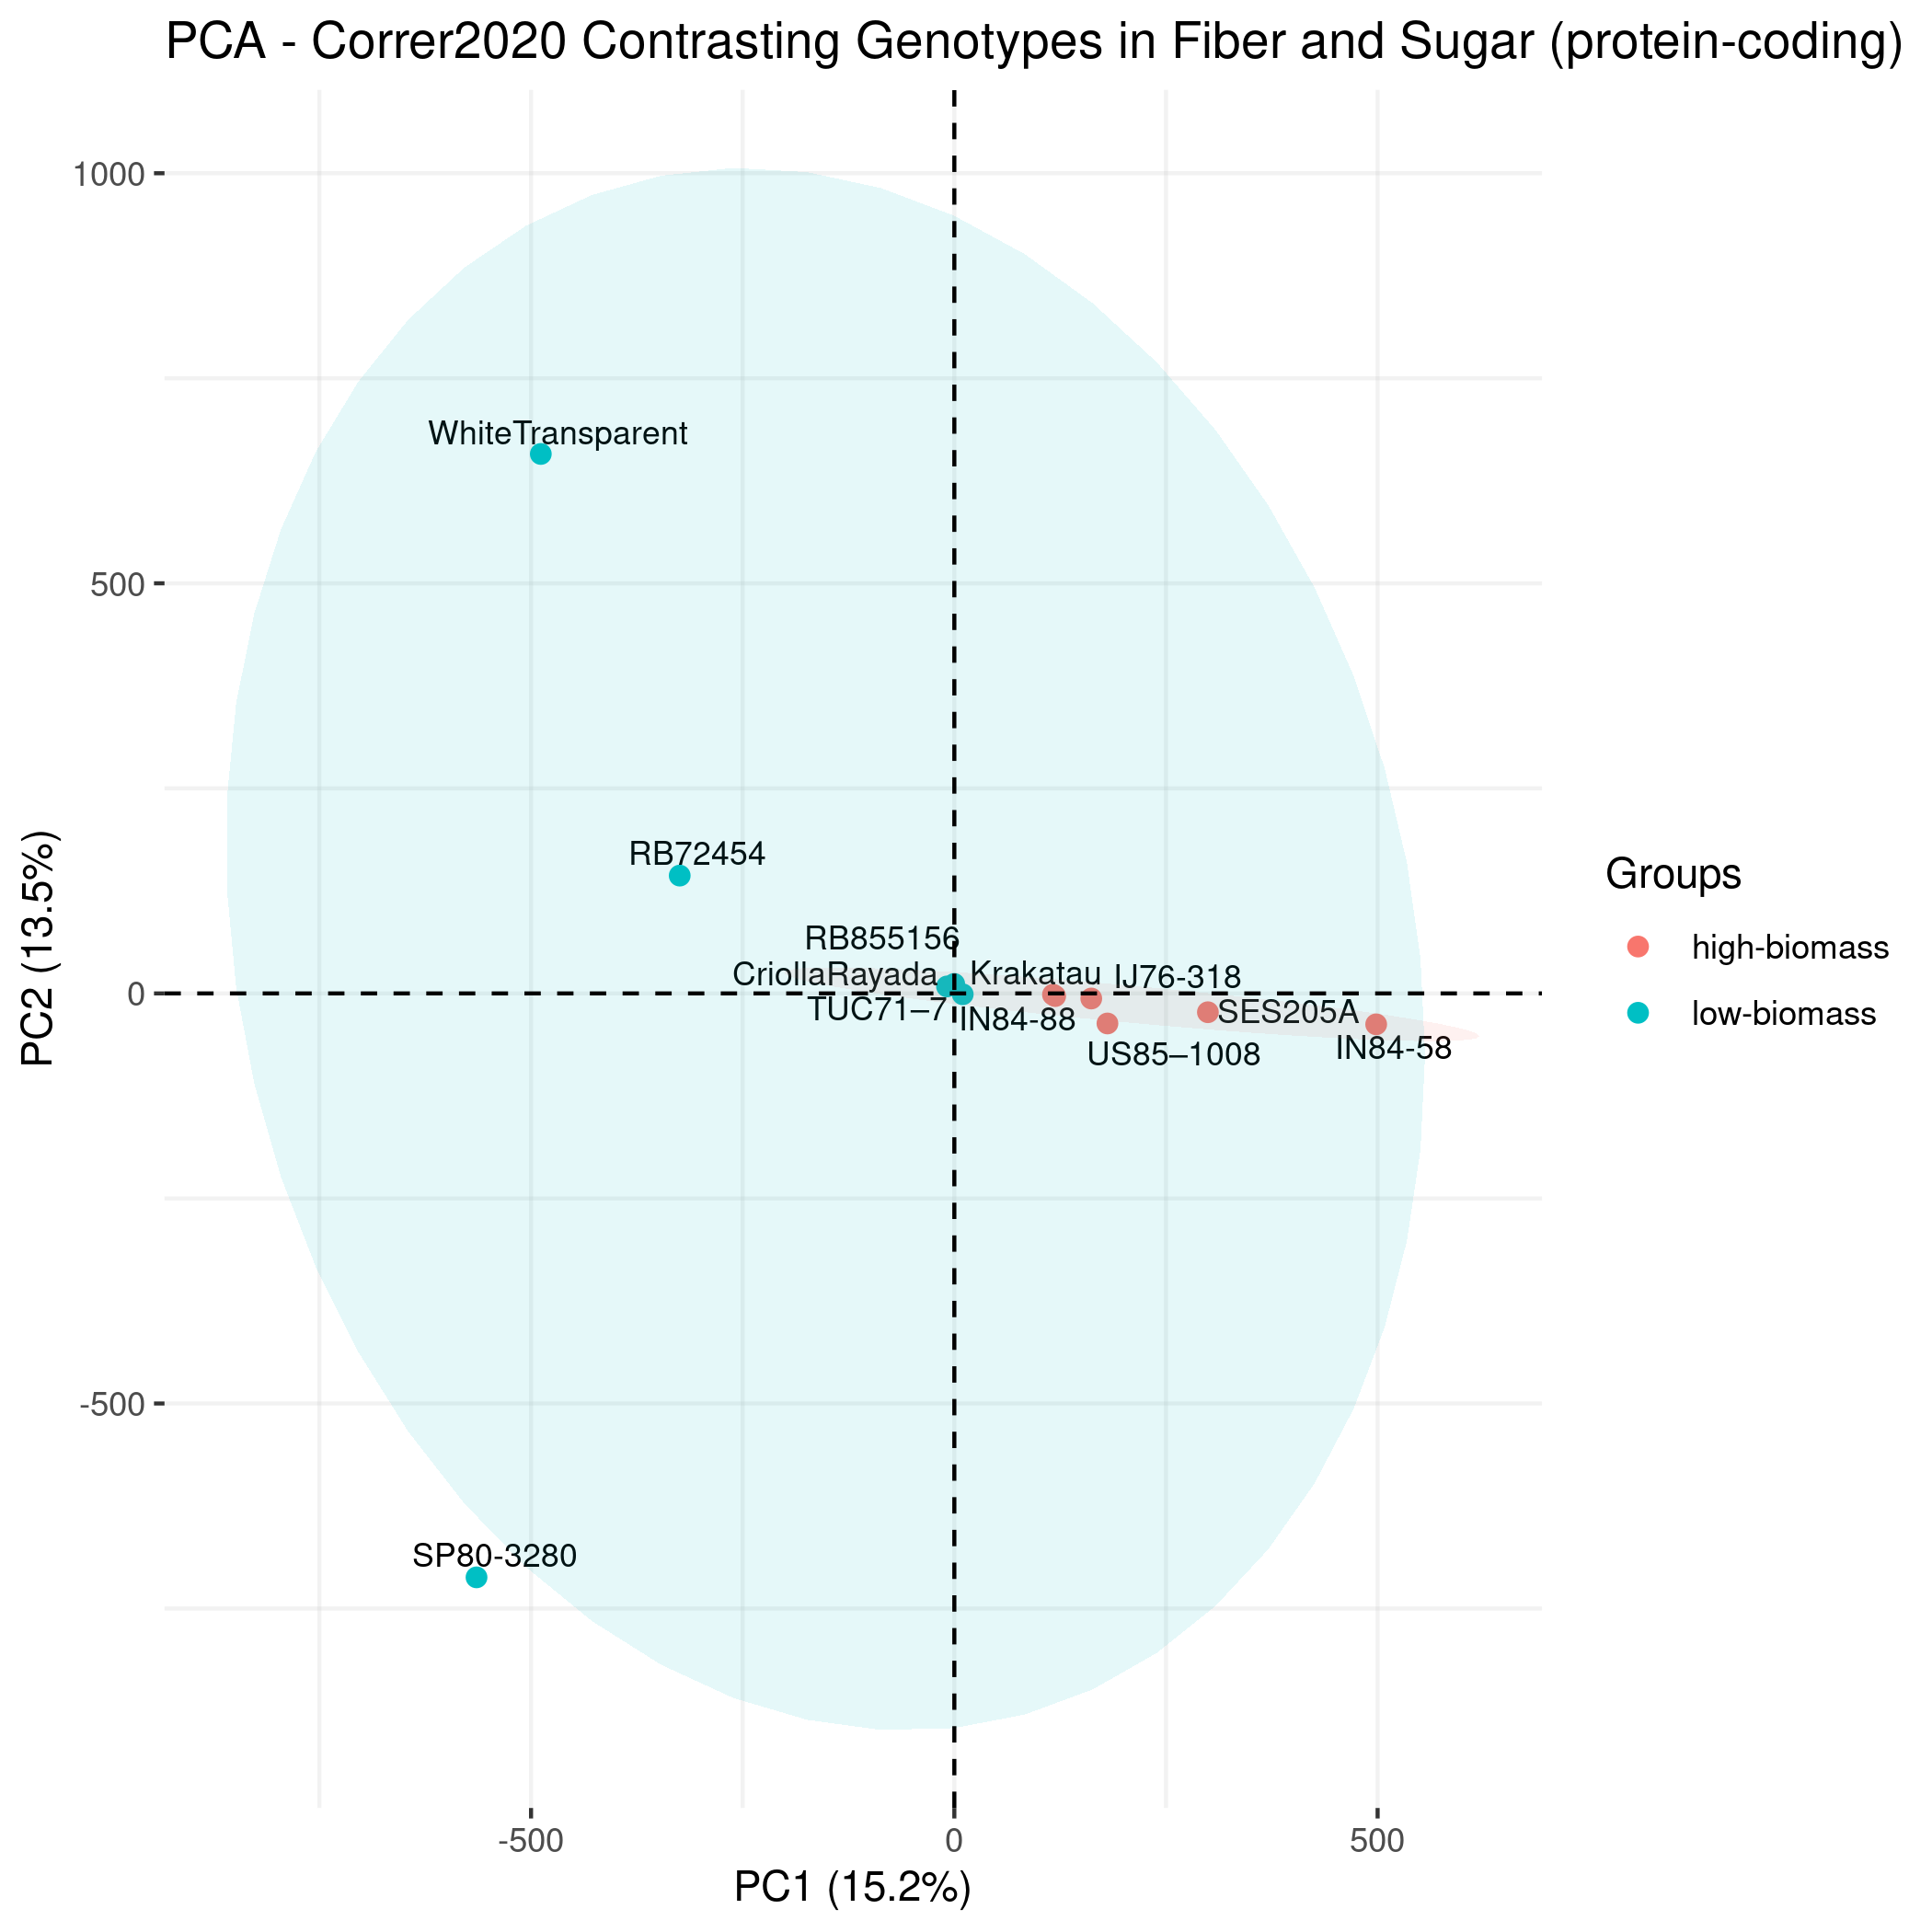 PCA - Correr2020 Contrasting Genotypes in Fiber and Sugar (protein-coding)
1000
500
0
-500
PC2 (13.5%)
WhiteTransparent
RB72454
RB855156
CriollaRayada
Krakatau
IJ76-318
TUC71–7
IN84-88
SES205A
US85–1008
IN84-58
SP80-3280
-500
0
500
PC1 (15.2%)
Groups
high-biomass
low-biomass